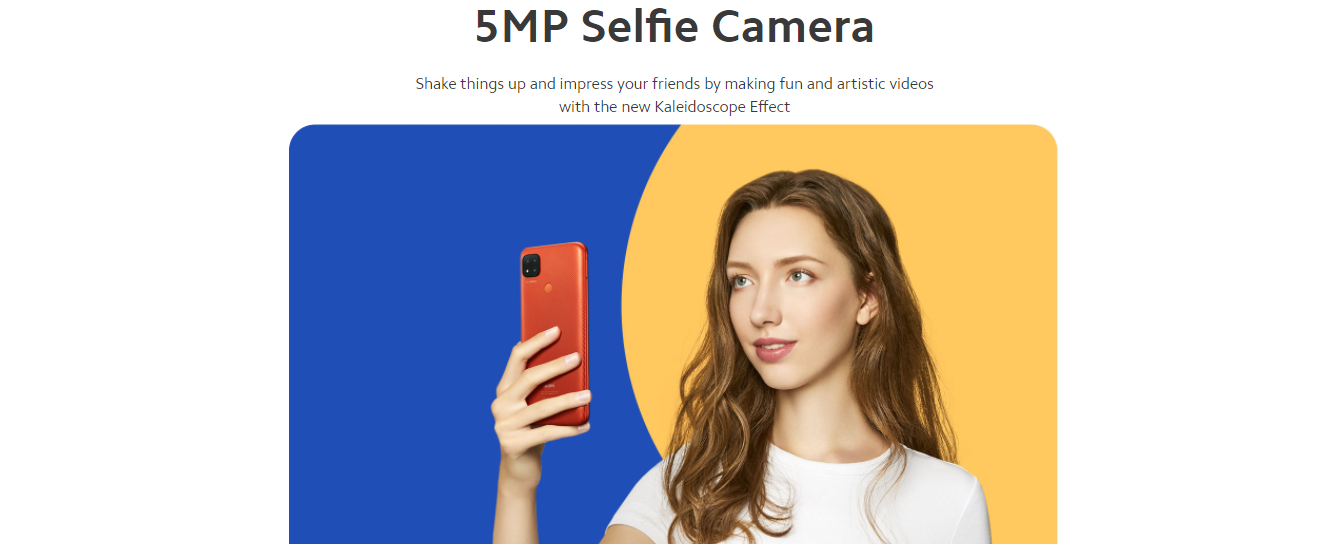 5MP Selfie Camera
Shake things up and impress your friends by making fun and artistic videos
with the new Kaleidoscope Effect